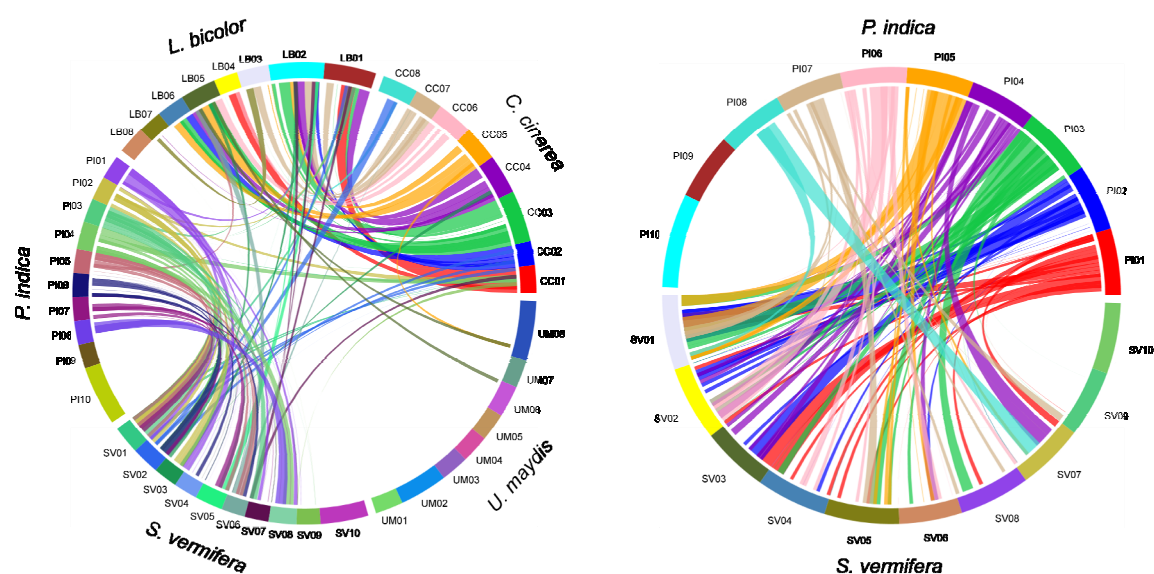 L. bicolor
LB08
LB07
LB06
LB05
LB04
LB03
LB02
LB01
CC08
CC07
CC06
CC05
CC04
CC03
CC02
CC01
C. cinerea
UM08
UM07
UM06
UM05
UM04
UM03
UM02
UM01
U. maydis
SV10
SV09
SV08
SV07
SV06
SV05
SV04
SV03
SV02
SV01
S. vermifera
PI10
PI09
PI08
PI07
PI06
PI05
PI04
PI03
PI02
PI01
P. indica
P. indica
PI10
PI09
PI08
PI07
PI06
PI05
PI04
PI03
PI02
PI01
SV10
SV09
SV07
SV08
SV06
SV05
SV04
SV03
SV02
SV01
S. vermifera